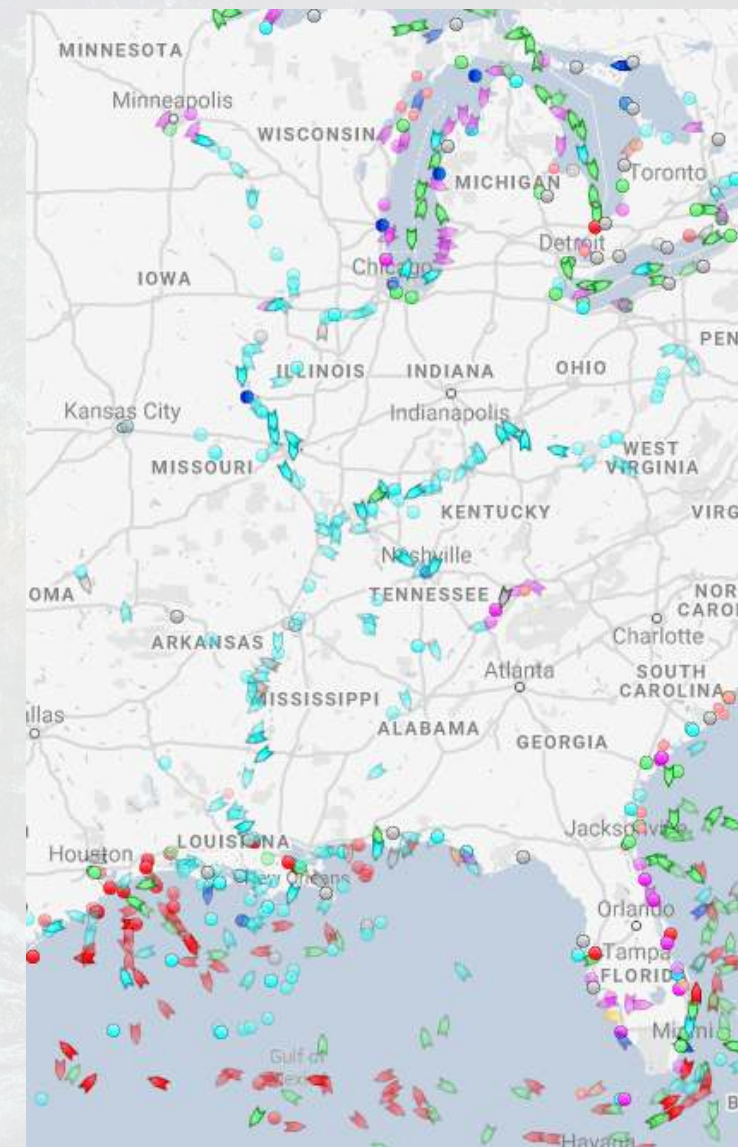 MINNESOTA
Minneapolis
WISCONSIN
MICHIGAN
Toronto
Detroit
Chicago
IOWA
PEN
ILLINOIS
INDIANA
OHIO
Indianapolis
Kansas City
MISSOURI
WEST
VIRGINIA
KENTUCKY
VIRG
Nashville
OMA
TENNESSEE
NOR
CAROL
Charlotte
ARKANSAS
Atlanta
SOUTH
CAROLINA
MISSISSIPPI
allas
ALABAMA
GEORGIA
Jacksonville
LOUISIANA
Houston
New Orleans
Orlando
Tampa
FLORID
Miami
Gulf of
Mexico
B
Havana